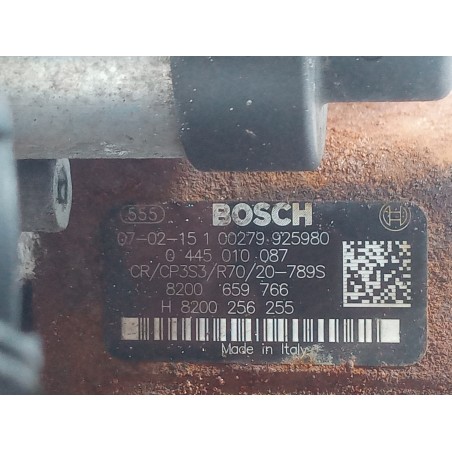 555 BOSCH
07-02-15 1 00279 925980
0 445 010 087
CR/CP3S3/R70/20-789S
8200 659 766
H 8200 256 255
Made in Italy